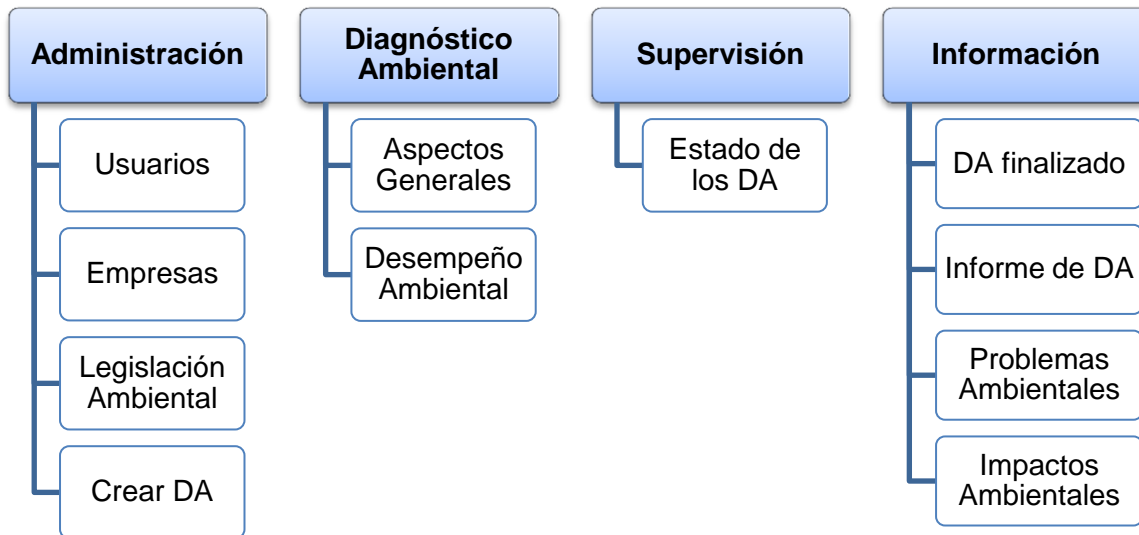 Administración
Usuarios
Empresas
Legislación
Ambiental
Crear DA
Diagnóstico
Ambiental
Aspectos
Generales
Desempeño
Ambiental
Supervisión
Estado de
los DA
Información
DA finalizado
Informe de DA
Problemas
Ambientales
Impactos
Ambientales